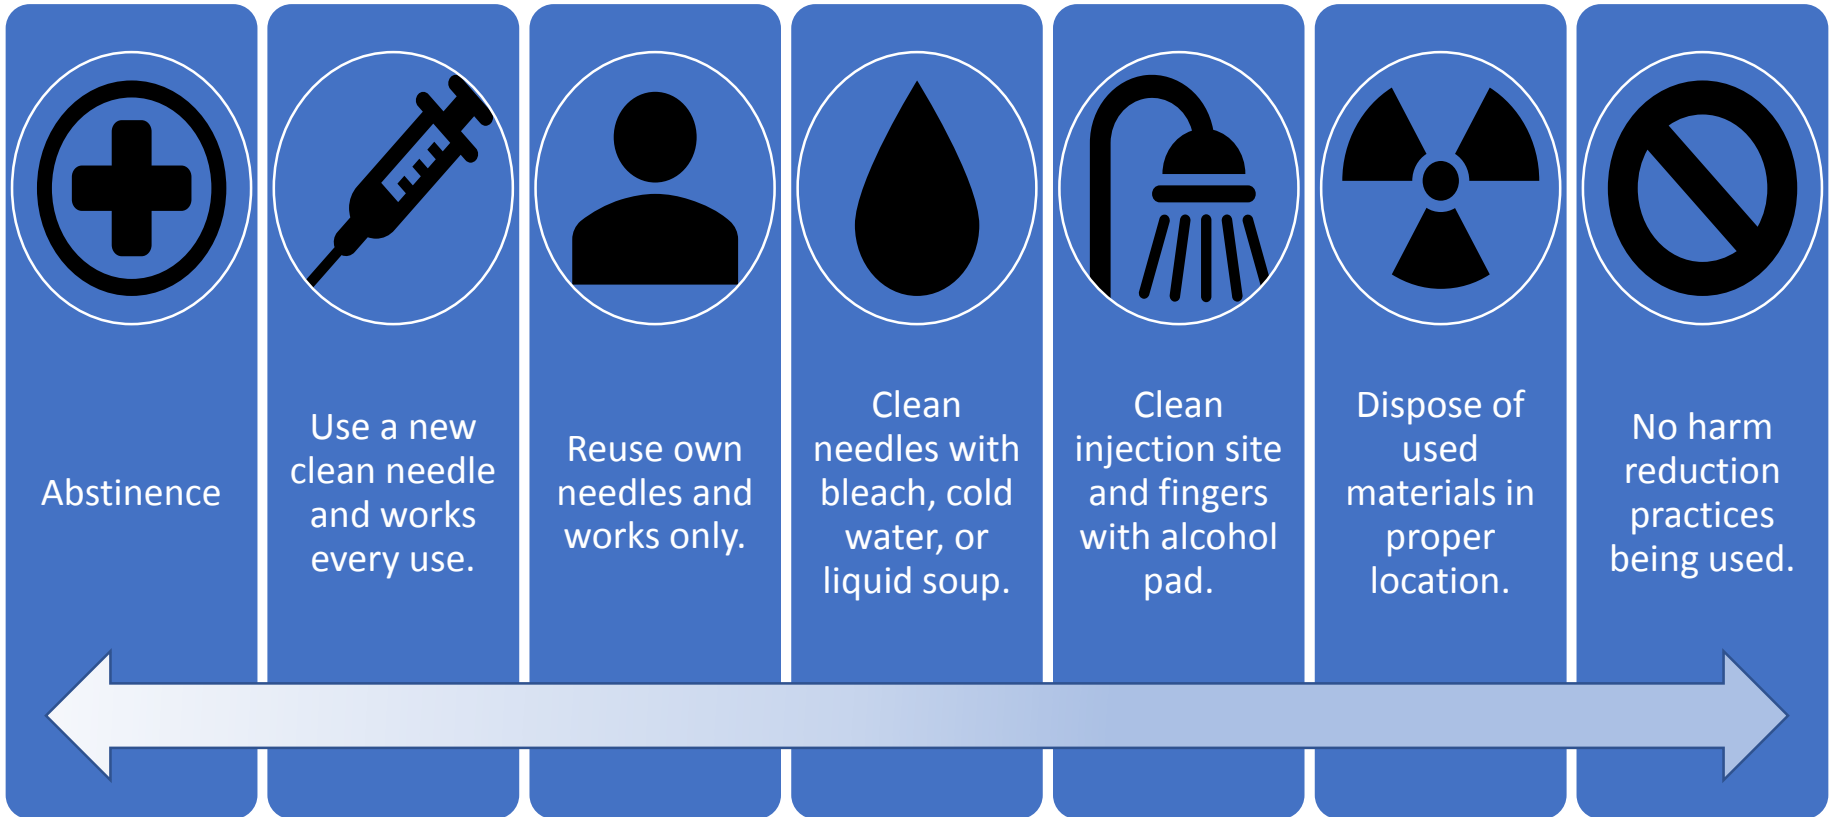 Abstinence
Use a new
clean needle
and works
every use.
Reuse own
needles and
works only.
Clean
needles with
bleach, cold
water, or
liquid soup.
Clean
injection site
and fingers
with alcohol
pad.
Dispose of
used
materials in
proper
location.
No harm
reduction
practices
being used.